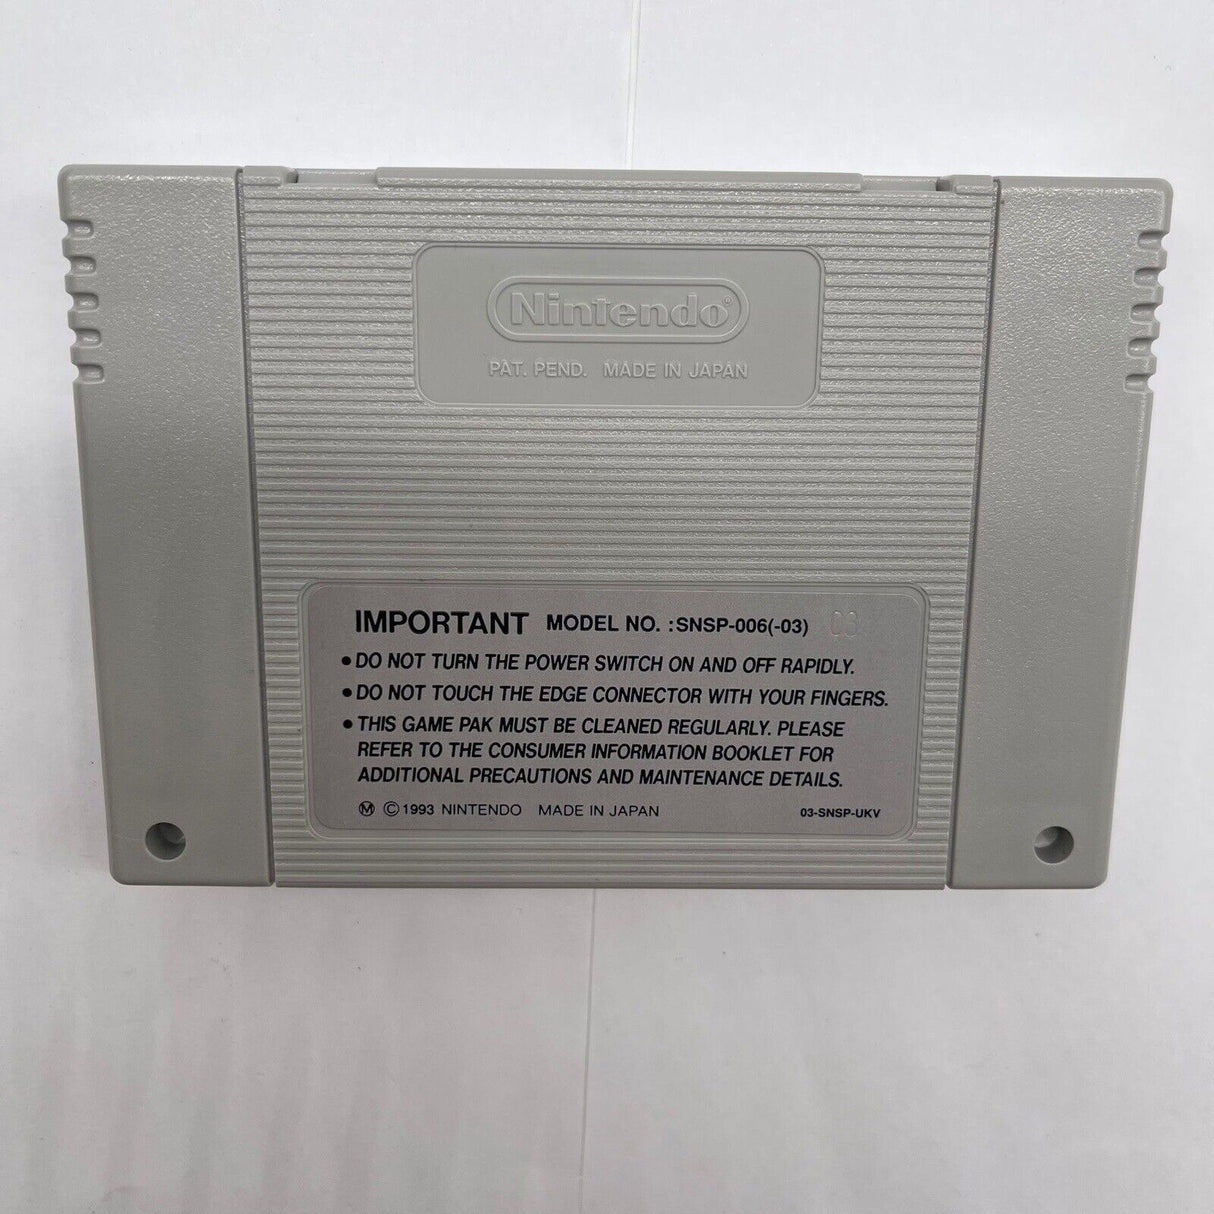 Nintendo®
PAT. PEND. MADE IN JAPAN
IMPORTANT MODEL NO. :SNSP-006(-03) 03
• DO NOT TURN THE POWER SWITCH ON AND OFF RAPIDLY.
• DO NOT TOUCH THE EDGE CONNECTOR WITH YOUR FINGERS.
• THIS GAME PAK MUST BE CLEANED REGULARLY. PLEASE
REFER TO THE CONSUMER INFORMATION BOOKLET FOR
ADDITIONAL PRECAUTIONS AND MAINTENANCE DETAILS.
Ⓜ © 1993 NINTENDO MADE IN JAPAN 03-SNSP-UKV